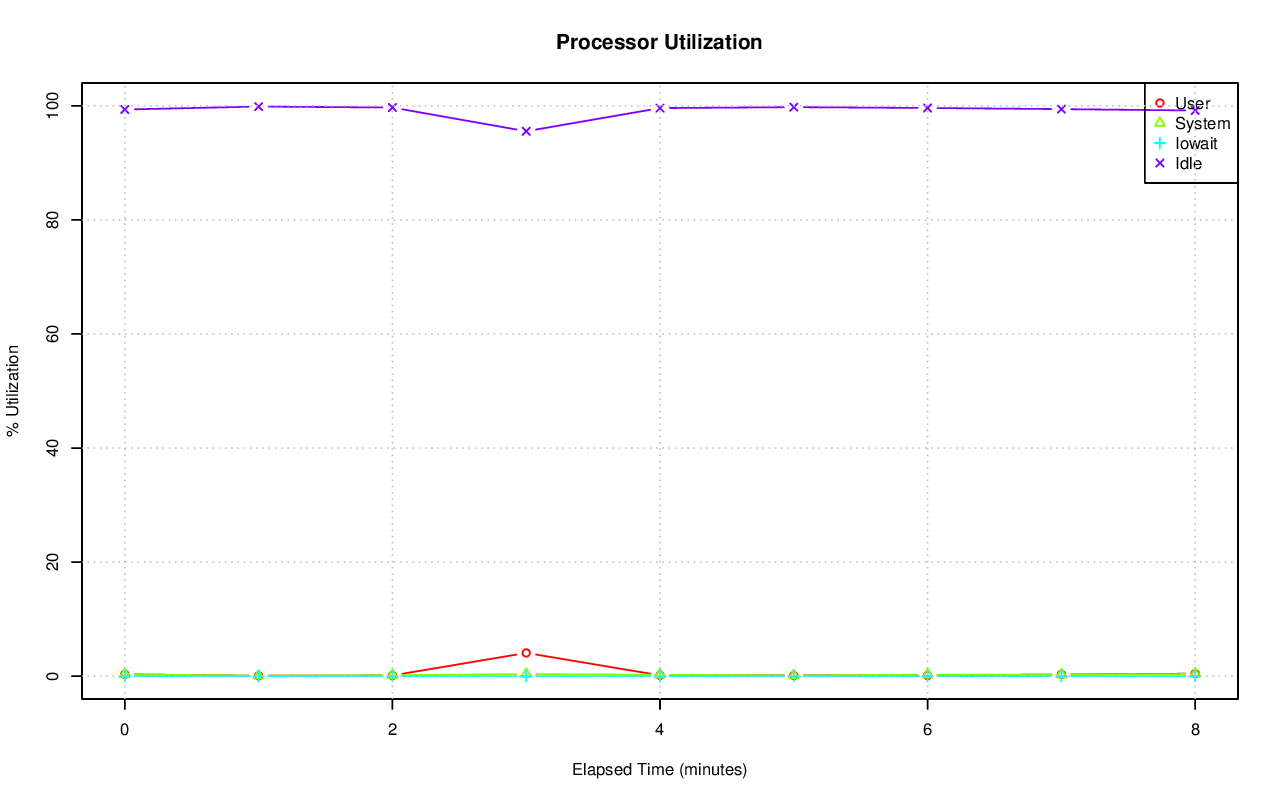 Processor Utilization
100
80
60
40
20
0
% Utilization
User
System
Iowait
Idle
0 2 4 6 8
Elapsed Time (minutes)